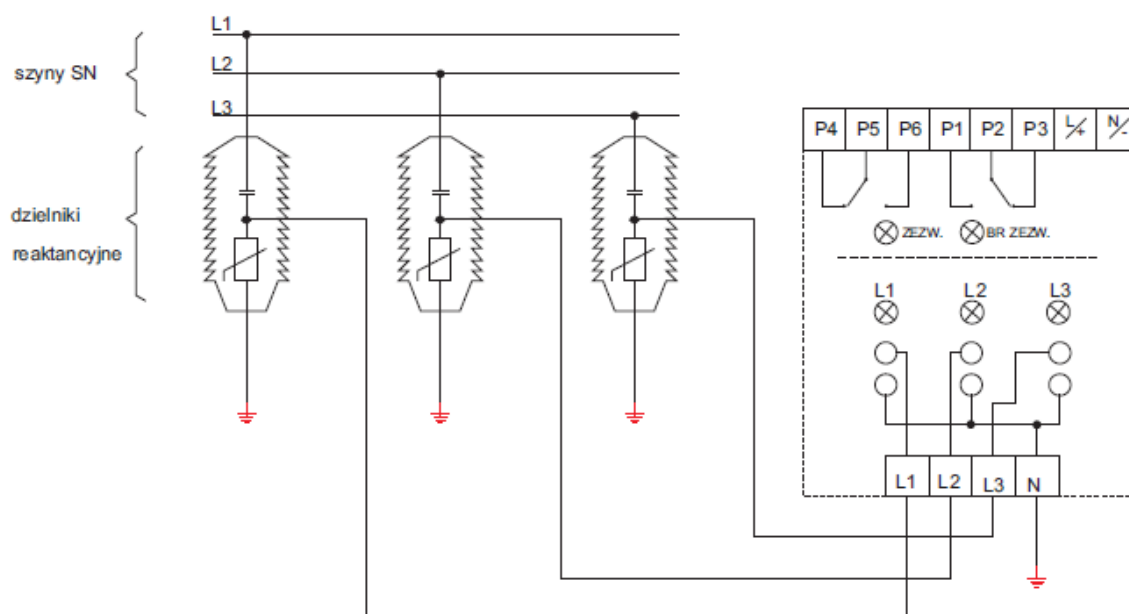 L1
szyny SN
L2
L3
P4 P5 P6 P1 P2 P3 L/+ N/-
dzielniki
reaktancyjne
ZEZW. BR ZEZW.
L1 L2 L3
L1 L2 L3 N